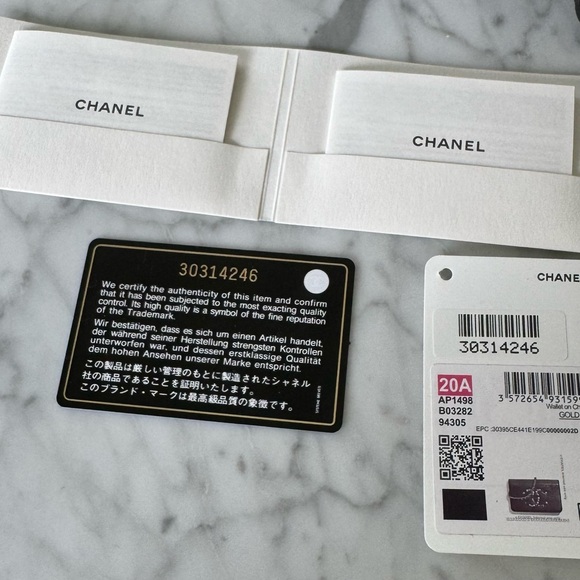 CHANEL
CHANEL
30314246
We certify the authenticity of this item and confirm
that it has been subjected to the most exacting quality
control. Its high quality is a symbol of the fine reputation
of the Trademark.
Wir bestätigen, dass es sich um einen Artikel handelt,
der während seiner Herstellung strengsten Kontrollen
unterworfen war, und dessen erstklassige Qualität
dem hohen Ansehen unserer Marke entspricht.
この製品は厳しい管理のもとに製造されたシャネル
社の商品であることを証明いたします。
このブランド・マークは最高級品質の象徴です。
CHANE
30314246
20A
AP1498
B03282
94305
3 572654 93159
Wallet on Ch
GOLD
EPC :30395CE441E199C00000002D